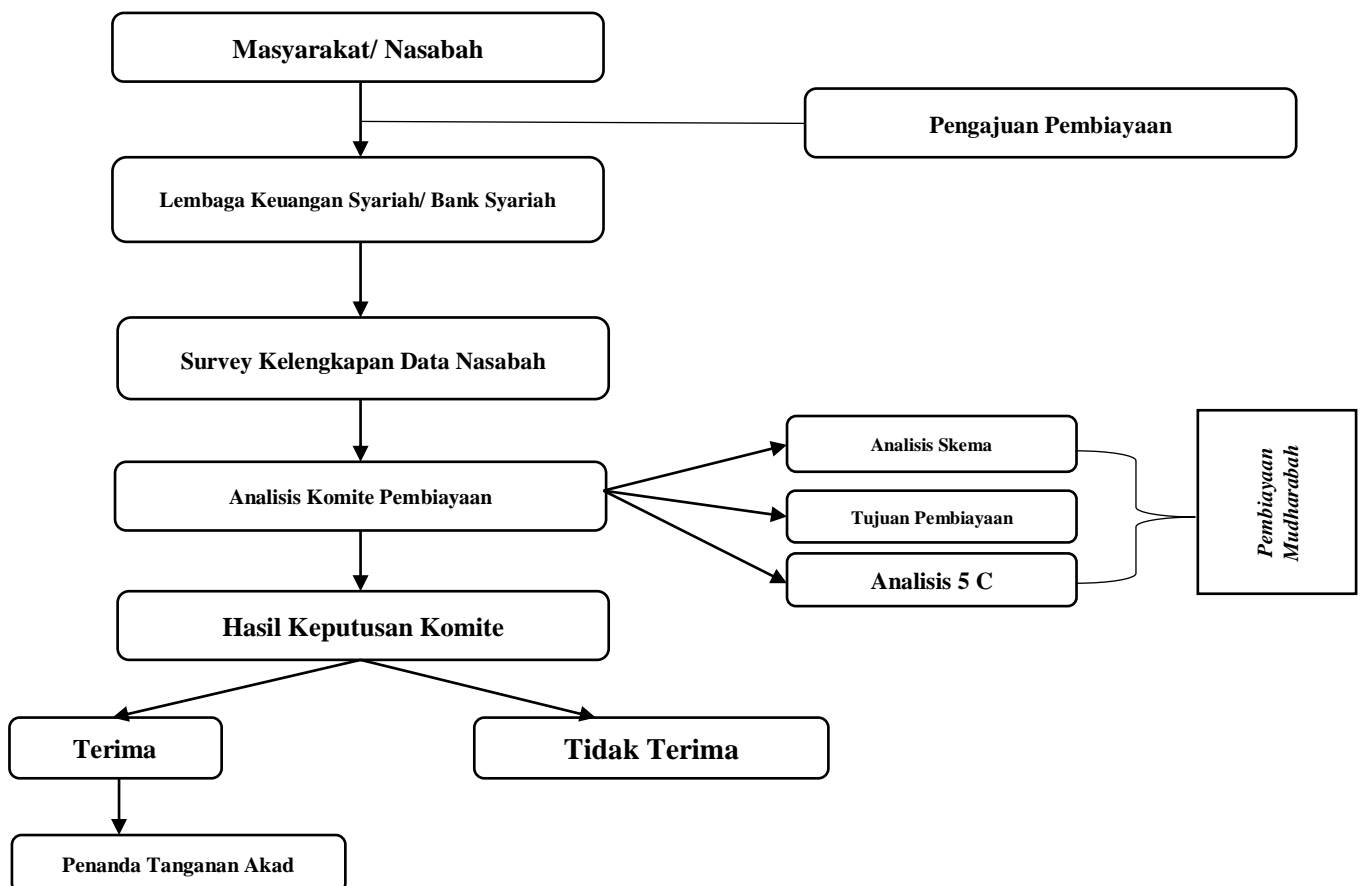 Masyarakat/ Nasabah
Pengajuan Pembiayaan
Lembaga Keuangan Syariah/ Bank Syariah
Survey Kelengkapan Data Nasabah
Analisis Komite Pembiayaan
Analisis Skema
Tujuan Pembiayaan
Analisis 5 C
Pembiayaan
Mudharabah
Hasil Keputusan Komite
Terima
Tidak Terima
Penanda Tanganan Akad